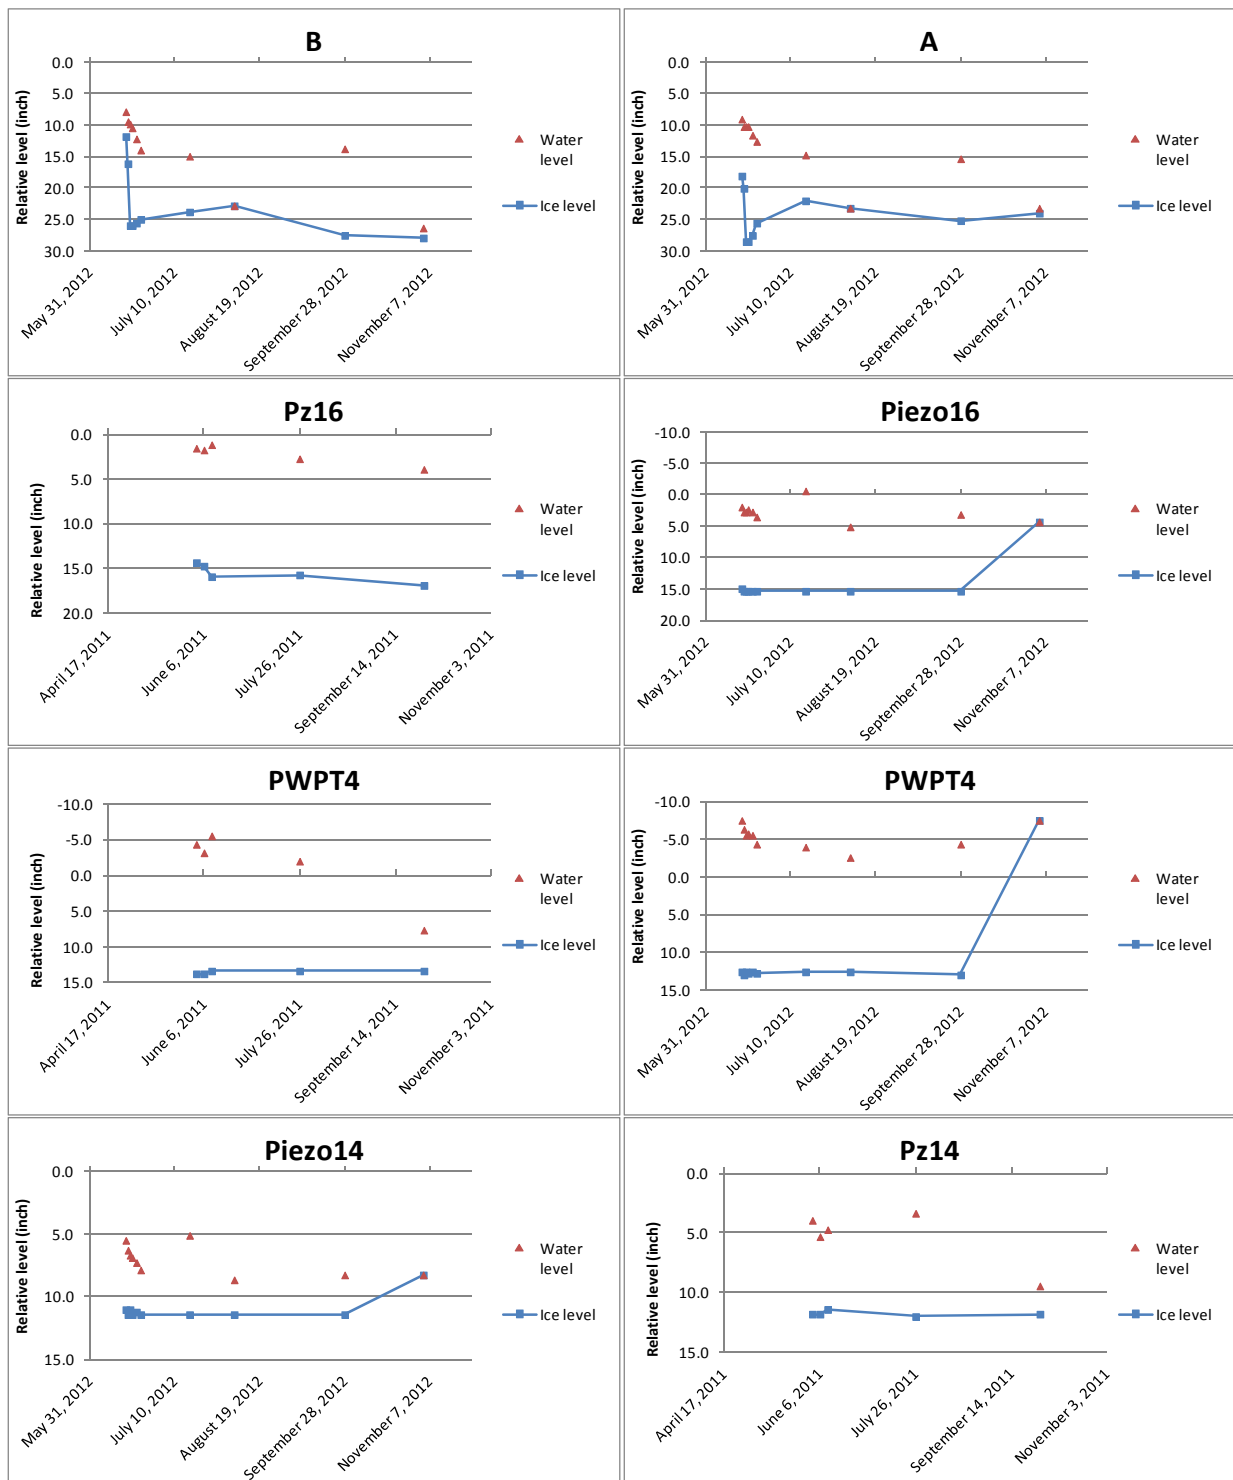 B
Relative level (inch)
0.0
5.0
10.0
15.0
20.0
25.0
30.0
May 31, 2012
July 10, 2012
August 19, 2012
September 28, 2012
November 7, 2012
Water
level
Ice level
A
Relative level (inch)
0.0
5.0
10.0
15.0
20.0
25.0
30.0
May 31, 2012
July 10, 2012
August 19, 2012
September 28, 2012
November 7, 2012
Water
level
Ice level
Pz16
Relative level (inch)
0.0
5.0
10.0
15.0
20.0
April 17, 2011
June 6, 2011
July 26, 2011
September 14, 2011
November 3, 2011
Water
level
Ice level
Piezo16
Relative level (inch)
-10.0
-5.0
0.0
5.0
10.0
15.0
20.0
May 31, 2012
July 10, 2012
August 19, 2012
September 28, 2012
November 7, 2012
Water
level
Ice level
PWPT4
Relative level (inch)
-10.0
-5.0
0.0
5.0
10.0
15.0
April 17, 2011
June 6, 2011
July 26, 2011
September 14, 2011
November 3, 2011
Water
level
Ice level
PWPT4
Relative level (inch)
-10.0
-5.0
0.0
5.0
10.0
15.0
May 31, 2012
July 10, 2012
August 19, 2012
September 28, 2012
November 7, 2012
Water
level
Ice level
Piezo14
Relative level (inch)
0.0
5.0
10.0
15.0
May 31, 2012
July 10, 2012
August 19, 2012
September 28, 2012
November 7, 2012
Water
level
Ice level
Pz14
Relative level (inch)
0.0
5.0
10.0
15.0
April 17, 2011
June 6, 2011
July 26, 2011
September 14, 2011
November 3, 2011
Water
level
Ice level